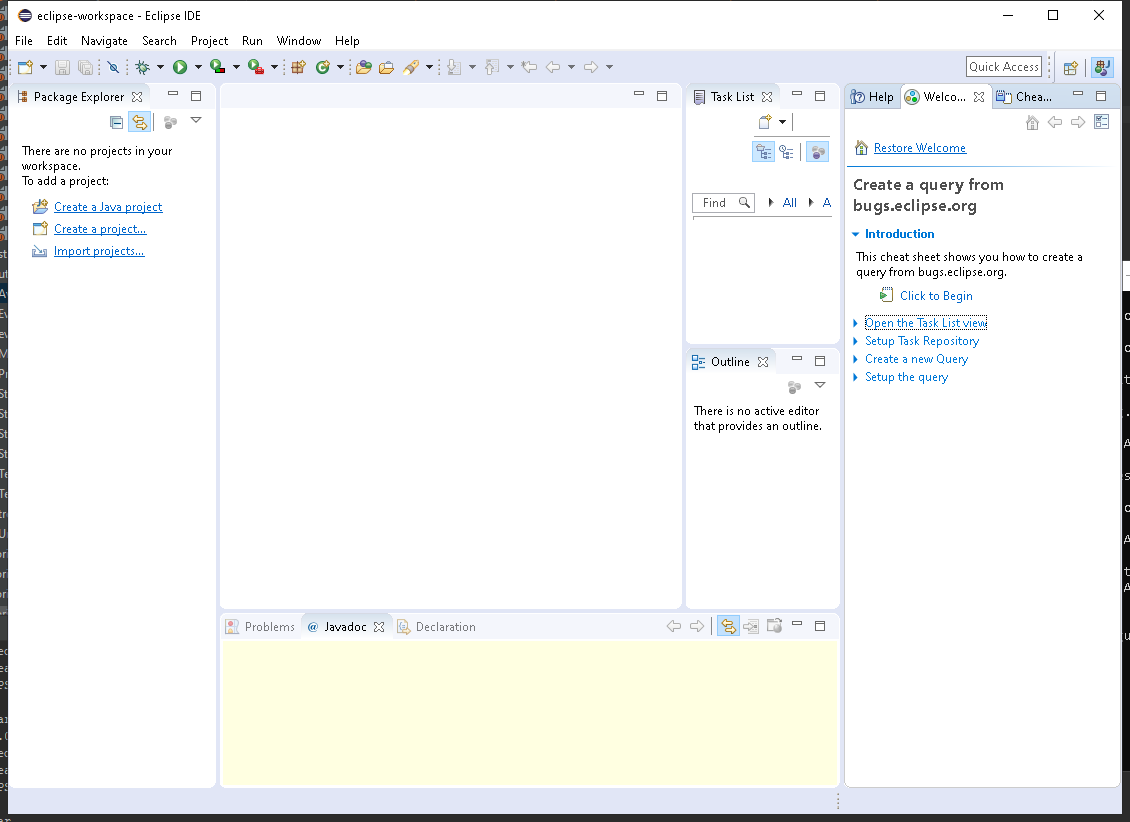 eclipse-workspace - Eclipse IDE
File Edit Navigate Search Project Run Window Help
Quick Access
Package Explorer
There are no projects in your
workspace.
To add a project:
Create a Java project
Create a project...
Import projects...
Task List
Find
All
A
Outline
There is no active editor
that provides an outline.
Problems
@ Javadoc
Declaration
Help
Welco...
Chea...
Restore Welcome
Create a query from
bugs.eclipse.org
Introduction
This cheat sheet shows you how to create a
query from bugs.eclipse.org.
Click to Begin
Open the Task List view
Setup Task Repository
Create a new Query
Setup the query